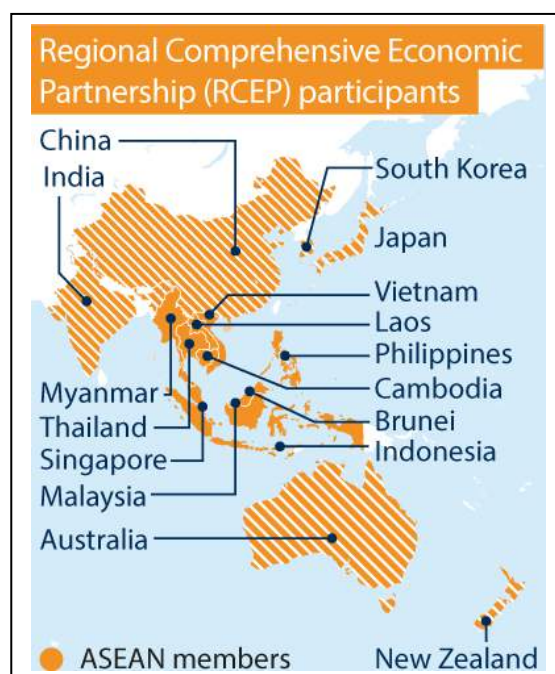 Regional Comprehensive Economic
Partnership (RCEP) participants
China
India
South Korea
Japan
Vietnam
Laos
Philippines
Cambodia
Brunei
Indonesia
Myanmar
Thailand
Singapore
Malaysia
Australia
ASEAN members
New Zealand